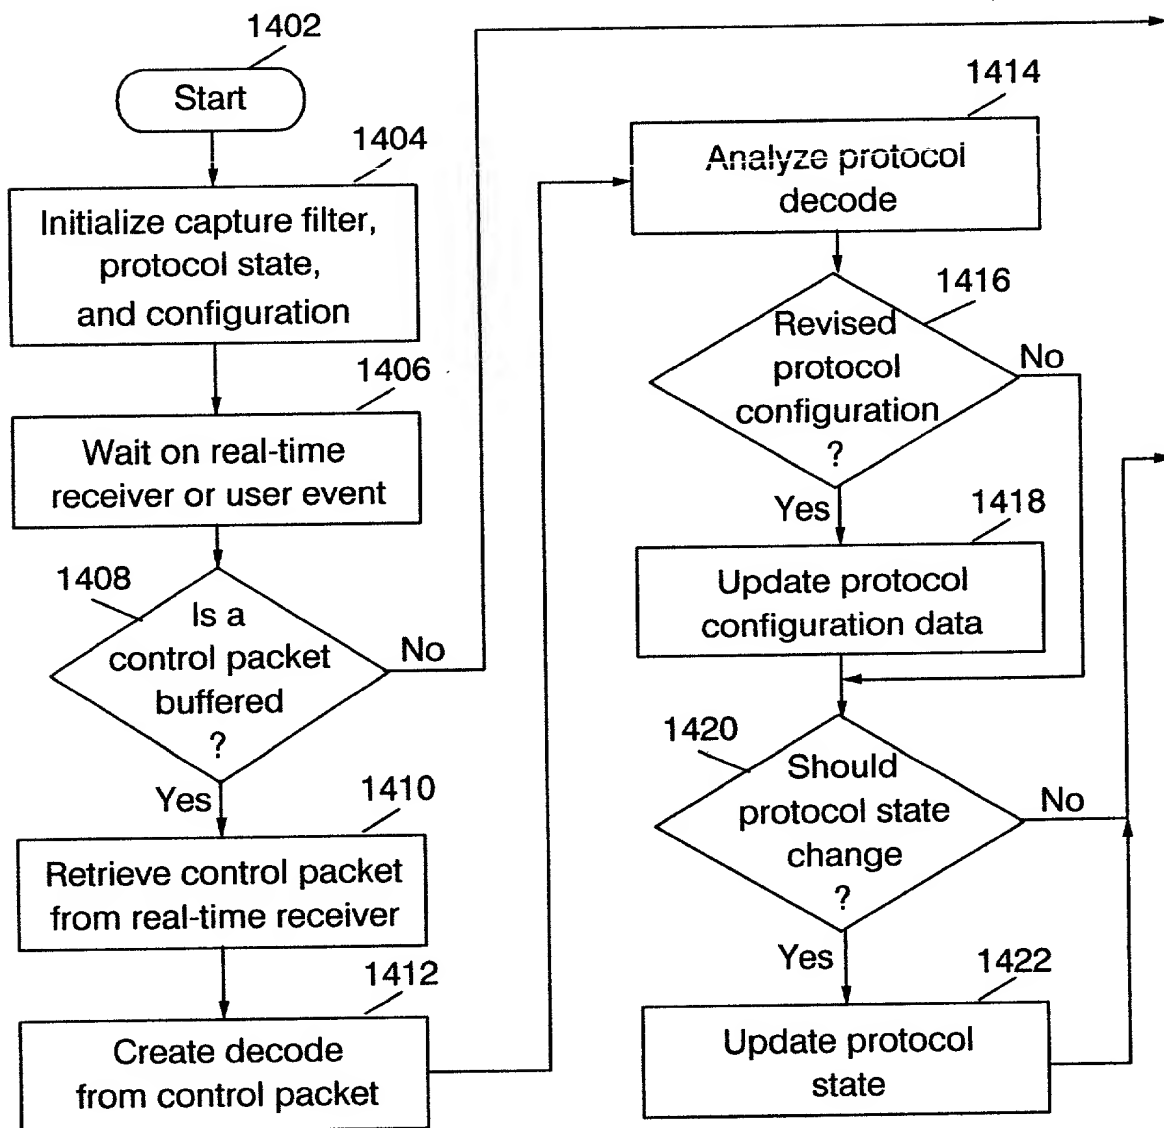 1402
Start
1404
Initialize capture filter,
protocol state,
and configuration
1406
Wait on real-time
receiver or user event
1408
Is a
control packet
buffered
?
No
Yes
1410
Retrieve control packet
from real-time receiver
1412
Create decode
from control packet
1414
Analyze protocol
decode
1416
Revised
protocol
configuration
?
No
Yes
1418
Update protocol
configuration data
1420
Should
protocol state
change
?
No
Yes
1422
Update protocol
state